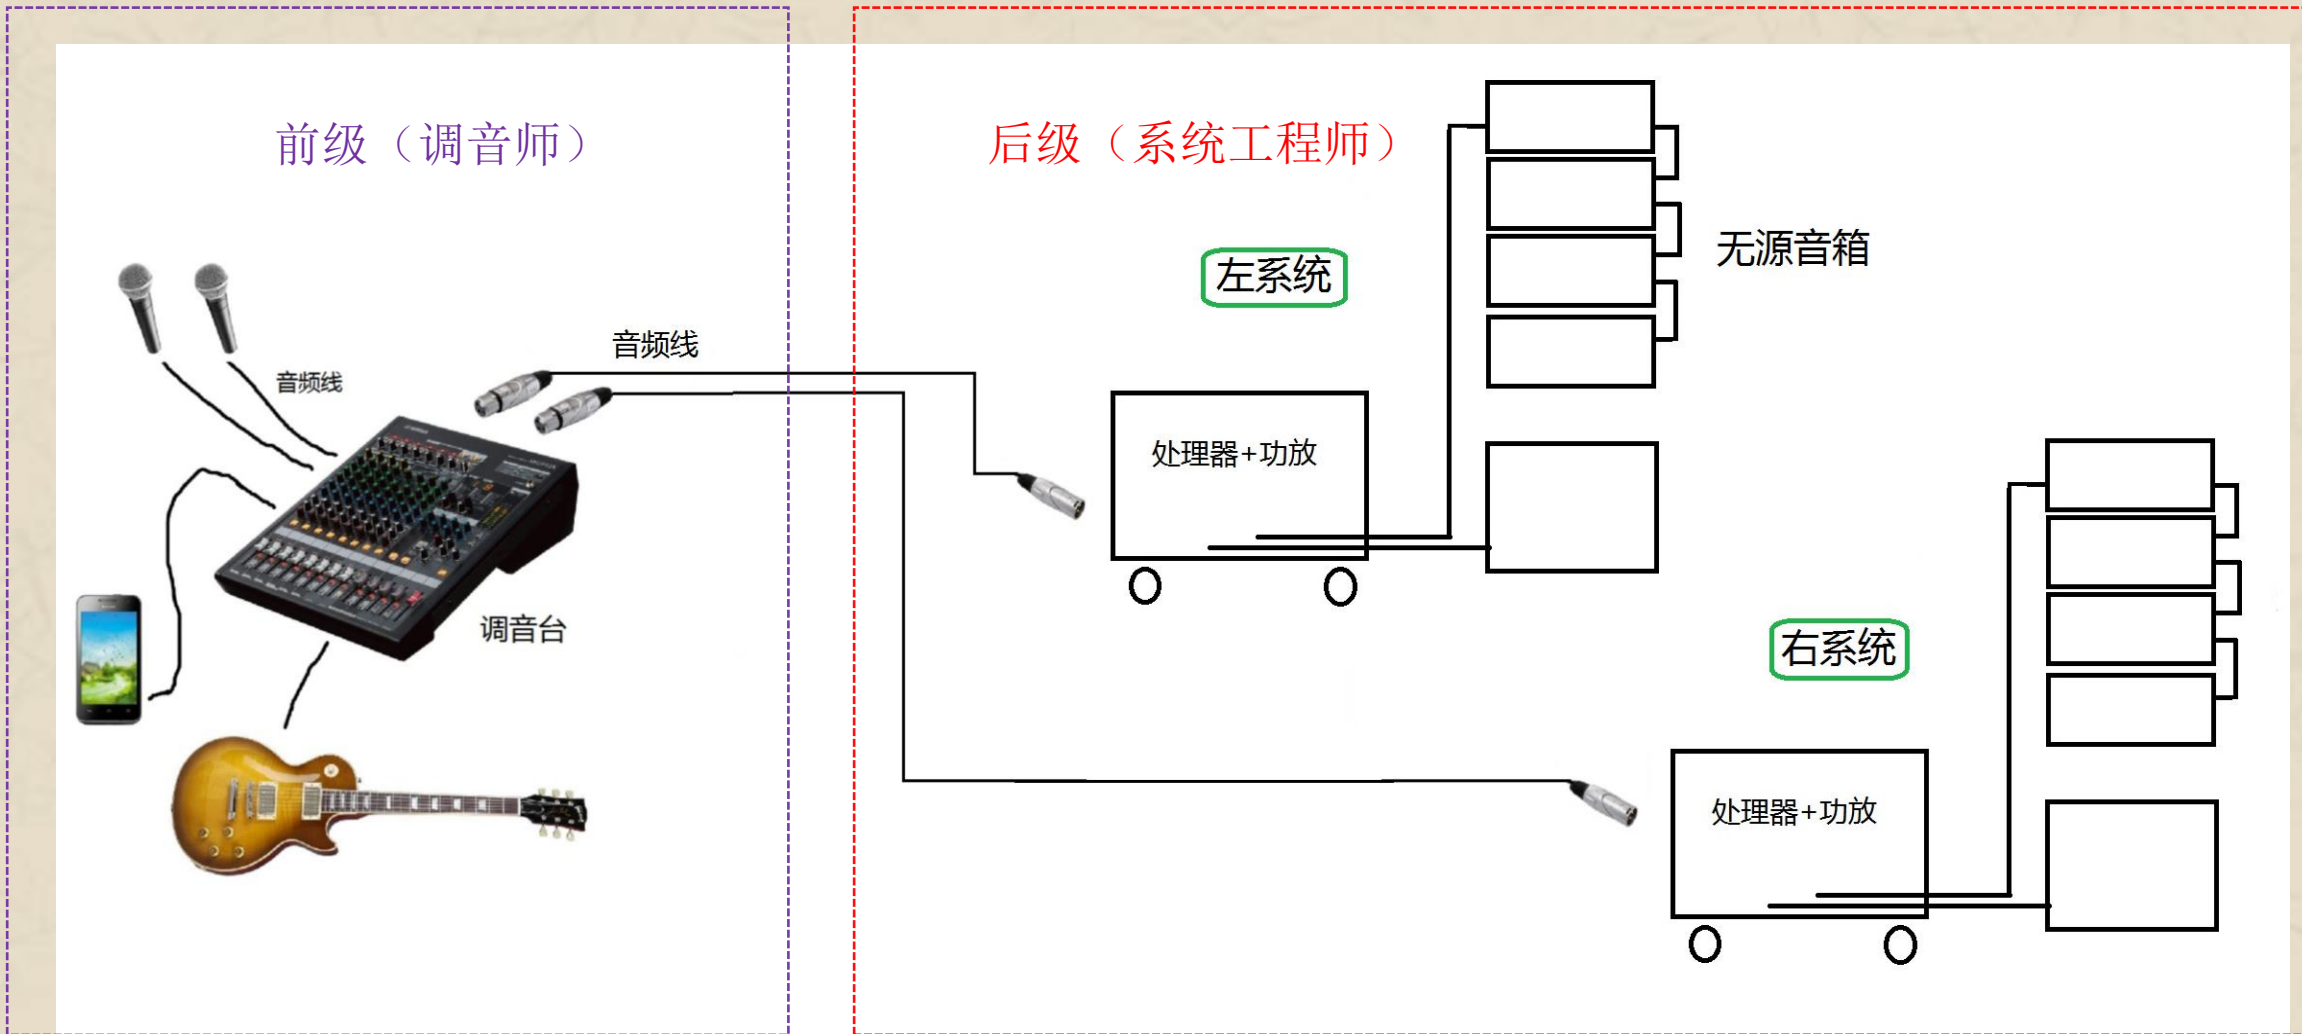 前级（调音师）
后级（系统工程师）
无源音箱
左系统
音频线
音频线
处理器+功放
调音台
右系统
处理器+功放